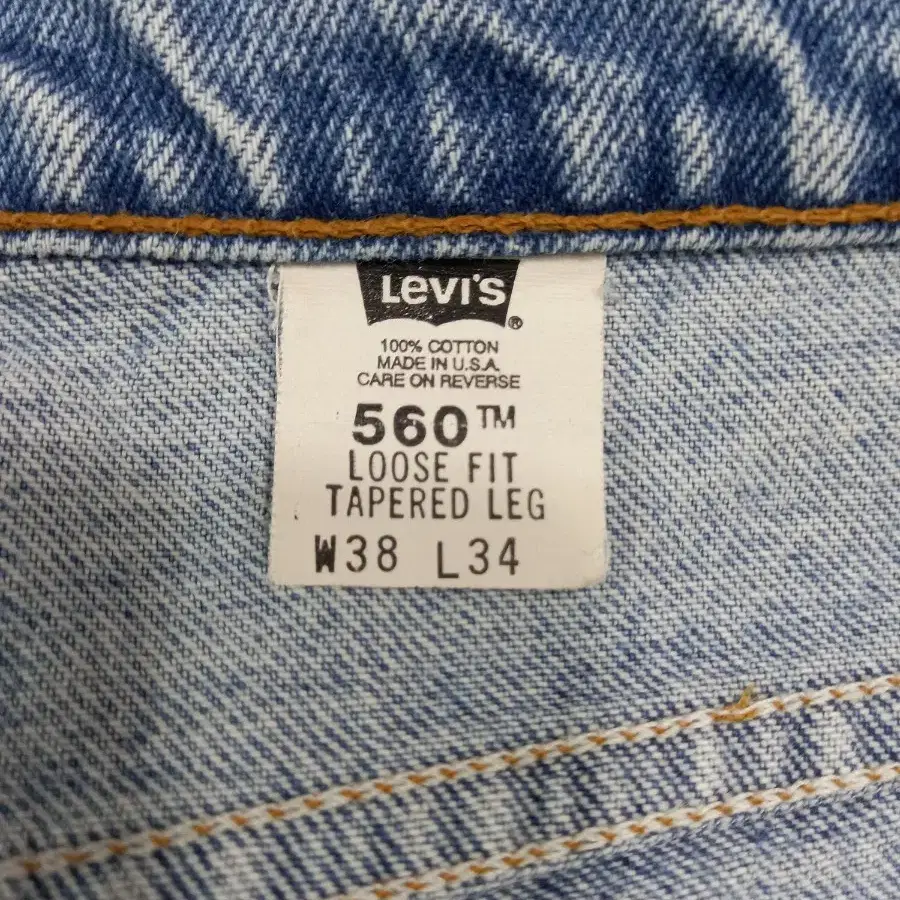 Levi's®
100% COTTON
MADE IN U.S.A.
CARE ON REVERSE
560™
LOOSE FIT
TAPERED LEG
W38 L34